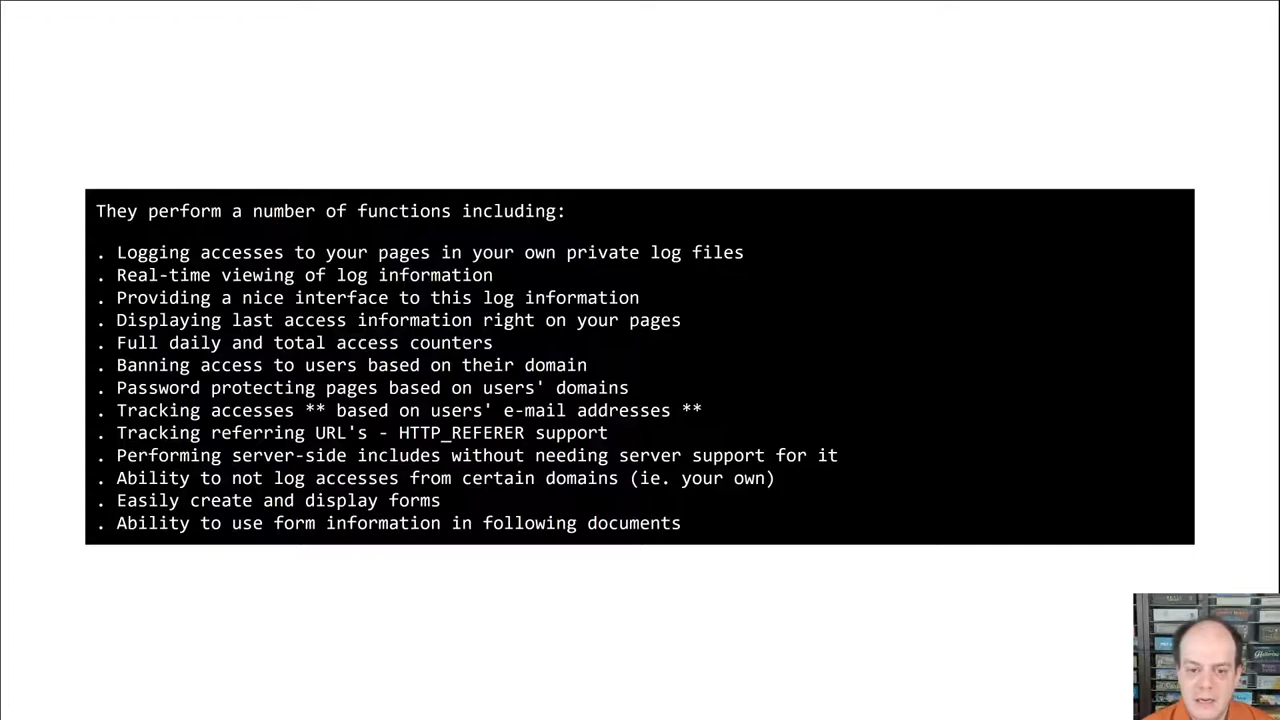 They perform a number of functions including:
. Logging accesses to your pages in your own private log files
. Real-time viewing of log information
. Providing a nice interface to this log information
. Displaying last access information right on your pages
. Full daily and total access counters
. Banning access to users based on their domain
. Password protecting pages based on users' domains
. Tracking accesses ** based on users' e-mail addresses **
. Tracking referring URL's - HTTP_REFERER support
. Performing server-side includes without needing server support for it
. Ability to not log accesses from certain domains (ie. your own)
. Easily create and display forms
. Ability to use form information in following documents